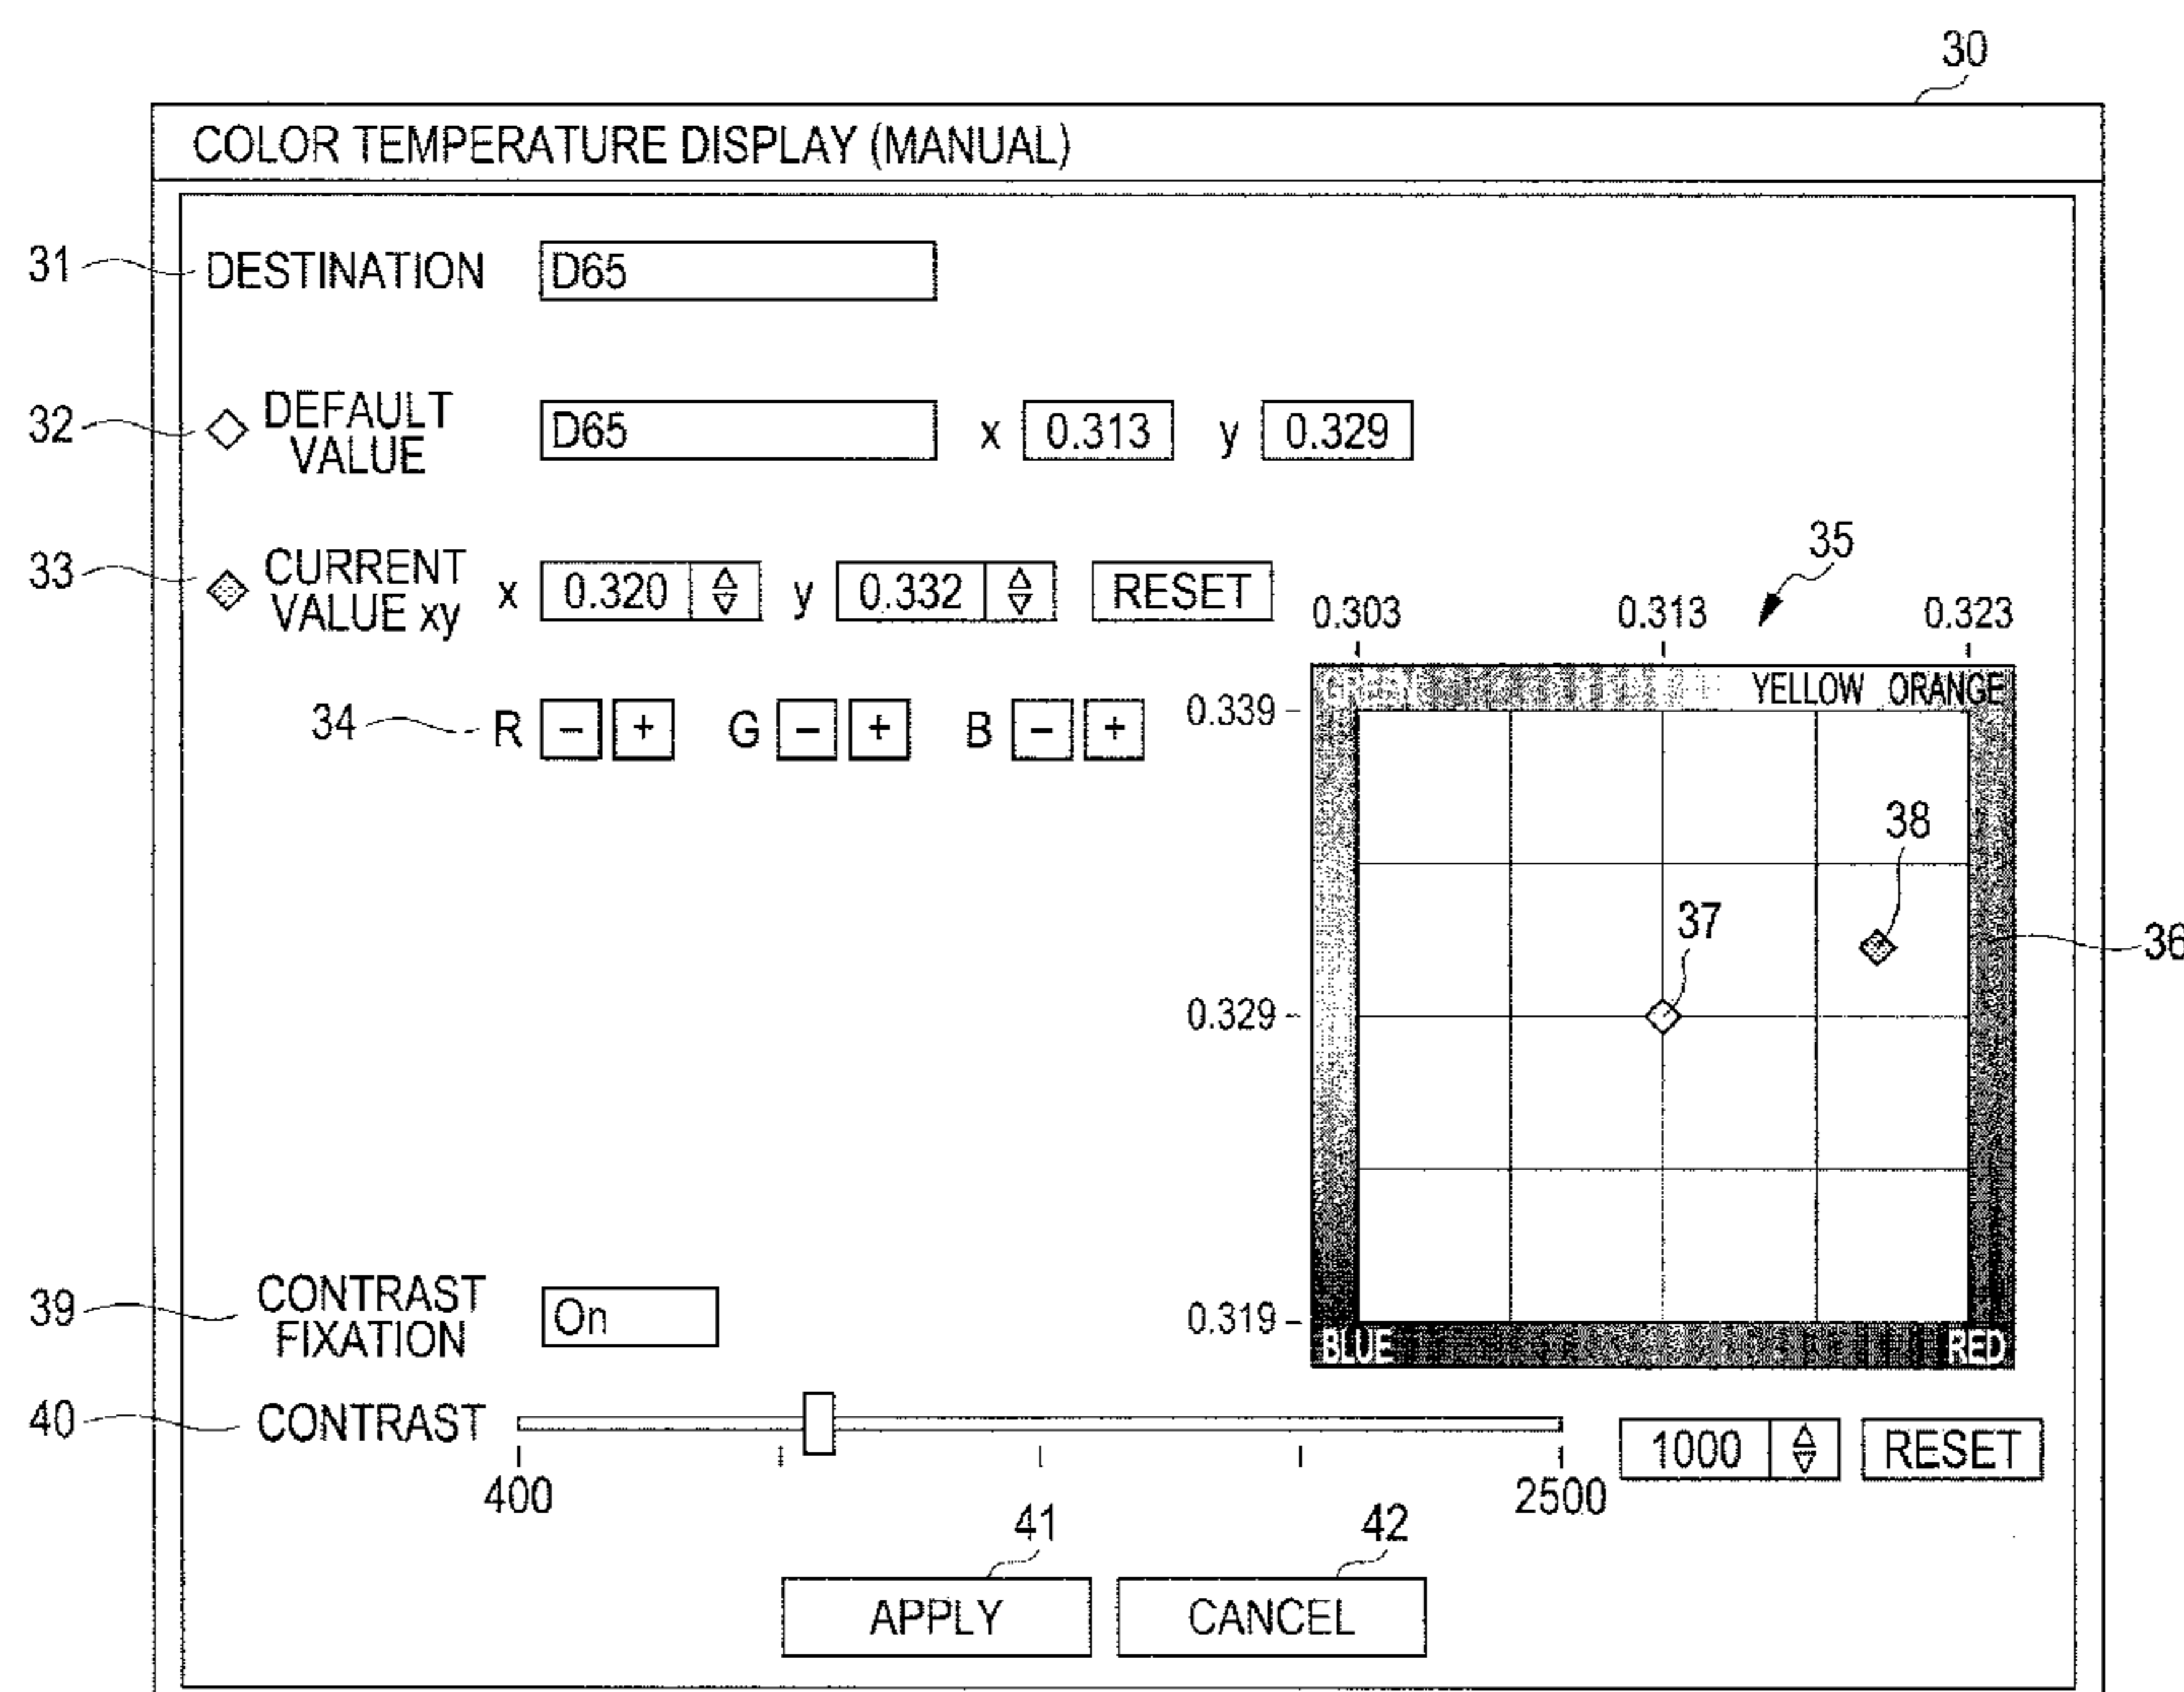 30
COLOR TEMPERATURE DISPLAY (MANUAL)
31 DESTINATION D65
32 DEFAULT VALUE D65 x 0.313 y 0.329
33 CURRENT VALUE xy x 0.320 y 0.332 RESET
35
0.303 0.313 0.323
34 R - + G - + B - +
YELLOW ORANGE
0.339
38
37
36
0.329
0.319
BLUE RED
39 CONTRAST FIXATION On
40 CONTRAST 1000 RESET
400 2500
41 42
APPLY CANCEL